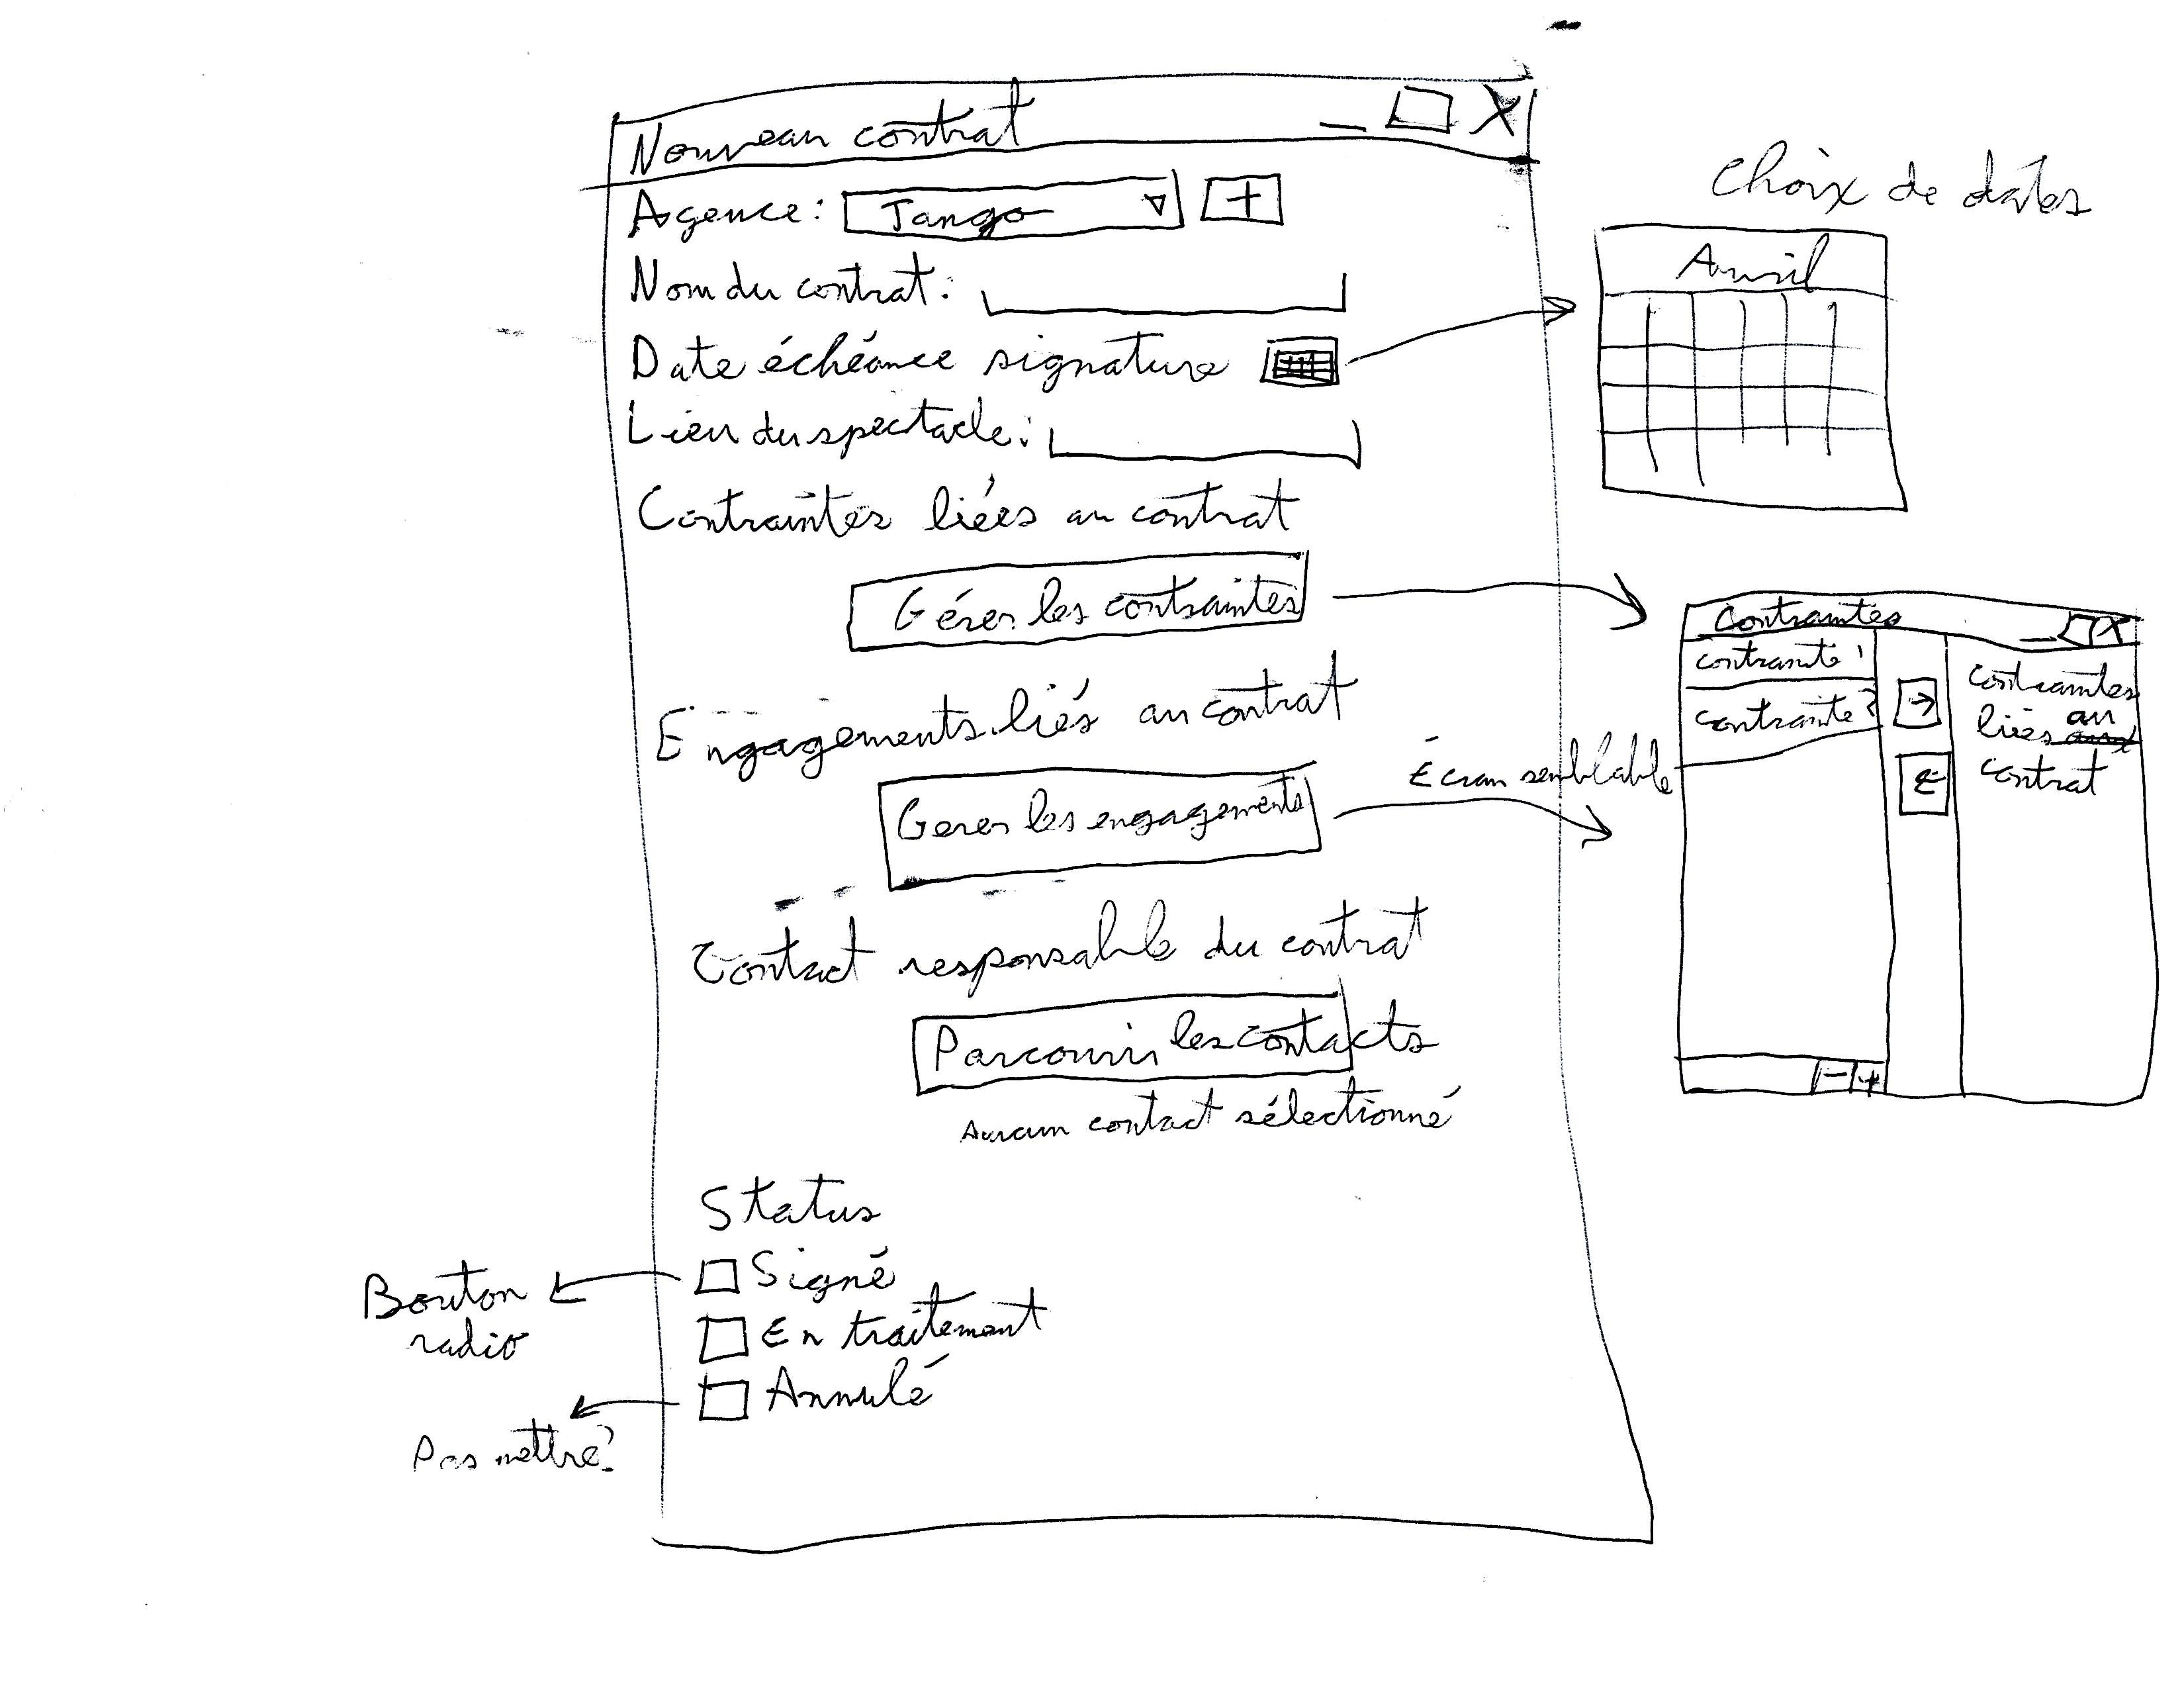 Nouveau contrat _ □ X
Agence: Tango ▽ +
Nom du contrat:
Date échéance signature
Lieu du spectacle:
Contraintes liées au contrat
Gérer les contraintes
Engagements liés au contrat
Gerer les engagements
Écran semblable
Contact responsable du contrat
Parcourir les contacts
Aucun contact sélectionné
Status
Signé
En traitement
Annulé
Bouton
radio
Pas mettre?
Choix de dates
Avril
Contraintes _ □ X
contrainte 1
contrainte 2
→
←
contraintes
liées au
contrat
- +